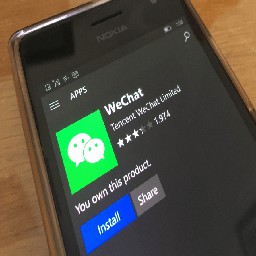 NOKIA
APPS
WeChat
Tencent WeChat Limited
1,974
You own this product.
Install
Share